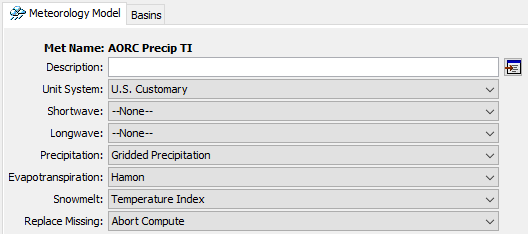 Meteorology Model Basins
Met Name: AORC Precip TI
Description:
Unit System: U.S. Customary
Shortwave: --None--
Longwave: --None--
Precipitation: Gridded Precipitation
Evapotranspiration: Hamon
Snowmelt: Temperature Index
Replace Missing: Abort Compute